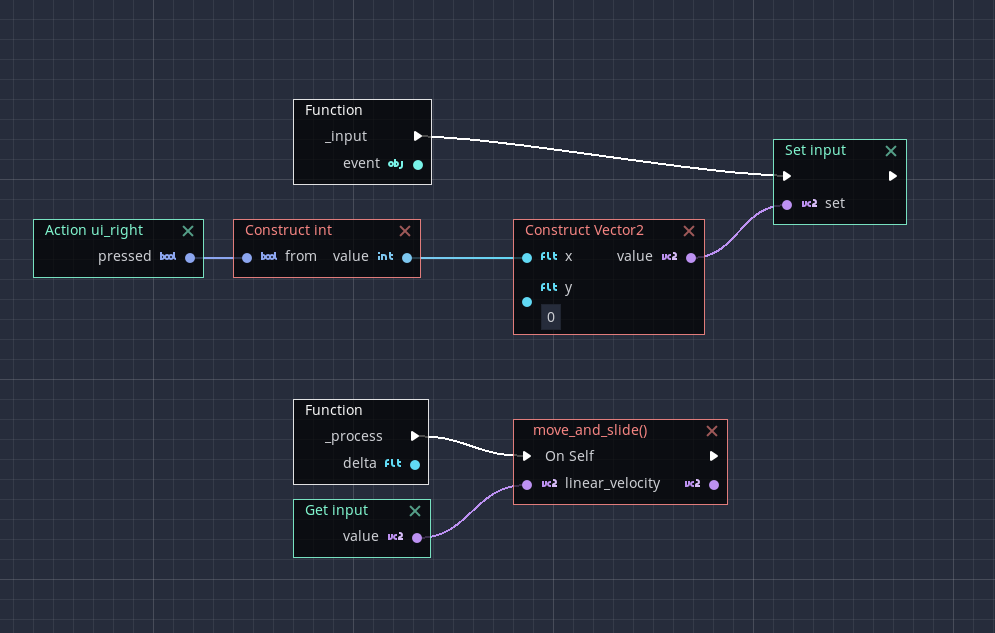 Function
_input
event obj
Set input
vc2 set
Action ui_right
pressed bool
Construct int
bool from value int
Construct Vector2
flt x value vc2
flt y
0
Function
_process
delta flt
move_and_slide()
On Self
vc2 linear_velocity vc2
Get input
value vc2